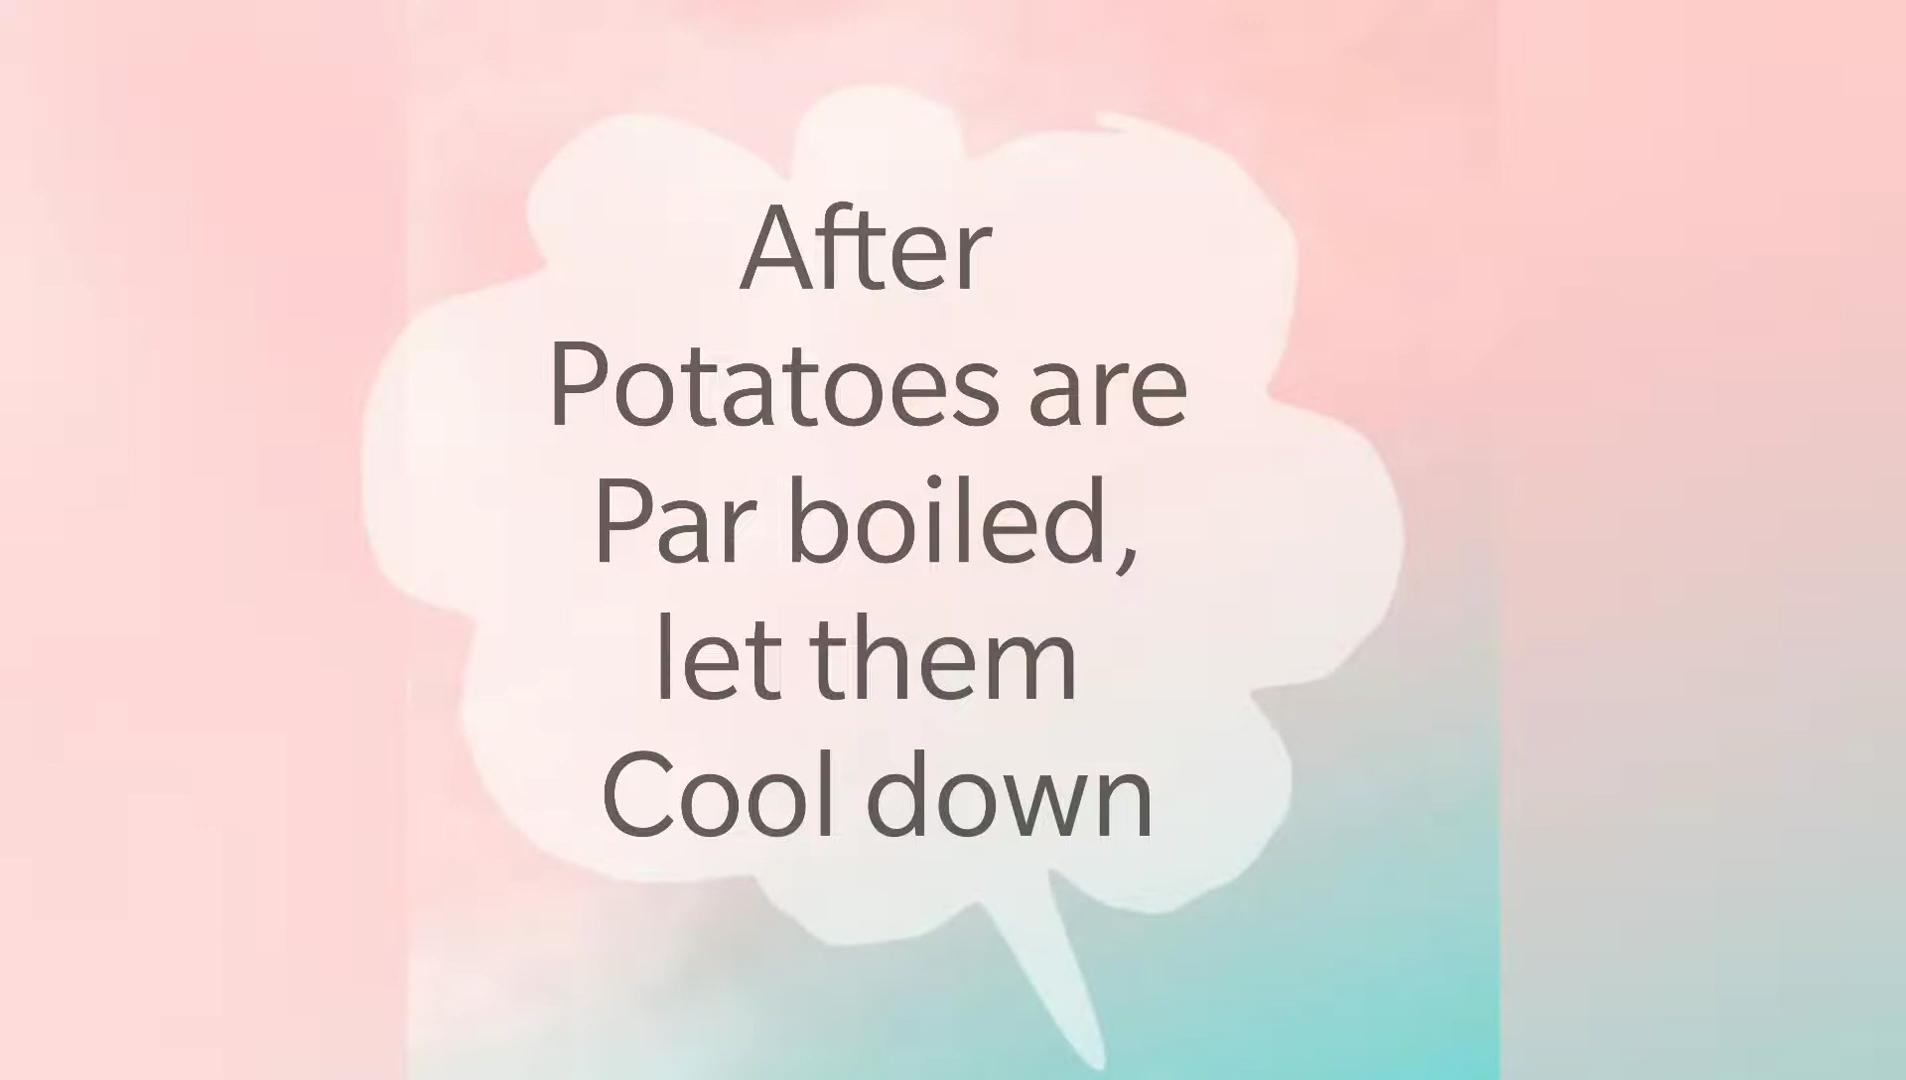 After
Potatoes are
Par boiled,
let them
Cool down